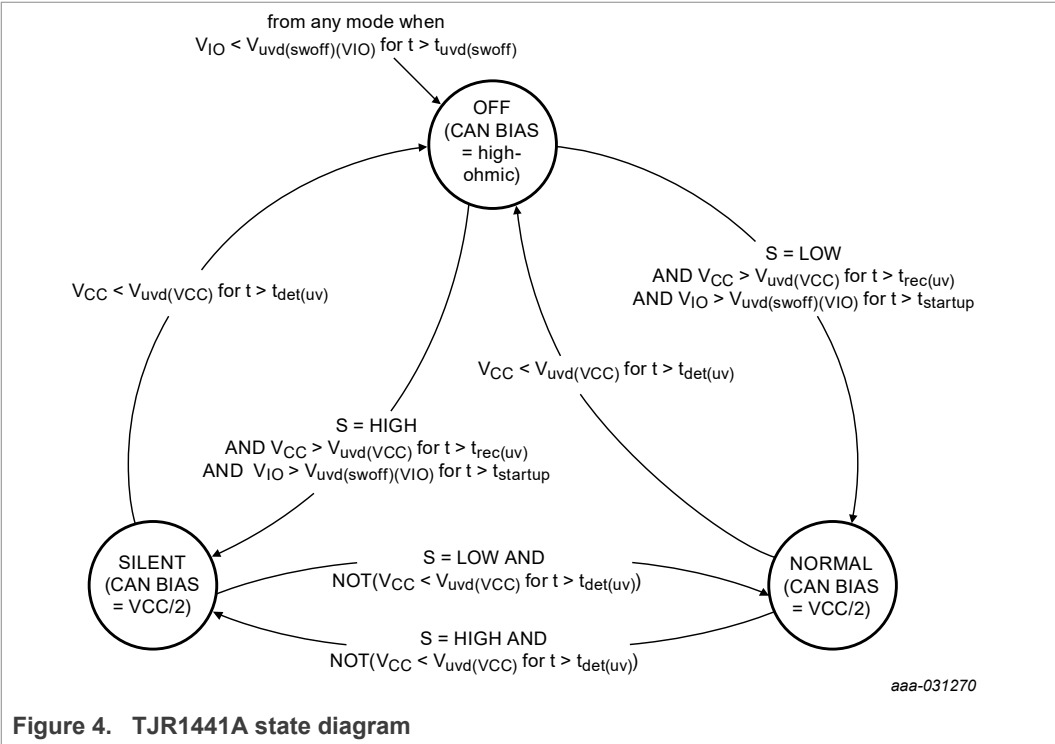 from any mode when
VIO < Vuvd(swoff)(VIO) for t > tuvd(swoff)
OFF
(CAN BIAS
= high-
ohmic)
S = LOW
AND VCC > Vuvd(VCC) for t > trec(uv)
AND VIO > Vuvd(swoff)(VIO) for t > tstartup
VCC < Vuvd(VCC) for t > tdet(uv)
VCC < Vuvd(VCC) for t > tdet(uv)
S = HIGH
AND VCC > Vuvd(VCC) for t > trec(uv)
AND VIO > Vuvd(swoff)(VIO) for t > tstartup
SILENT
(CAN BIAS
= VCC/2)
S = LOW AND
NOT(VCC < Vuvd(VCC) for t > tdet(uv))
NORMAL
(CAN BIAS
= VCC/2)
S = HIGH AND
NOT(VCC < Vuvd(VCC) for t > tdet(uv))
aaa-031270
Figure 4. TJR1441A state diagram